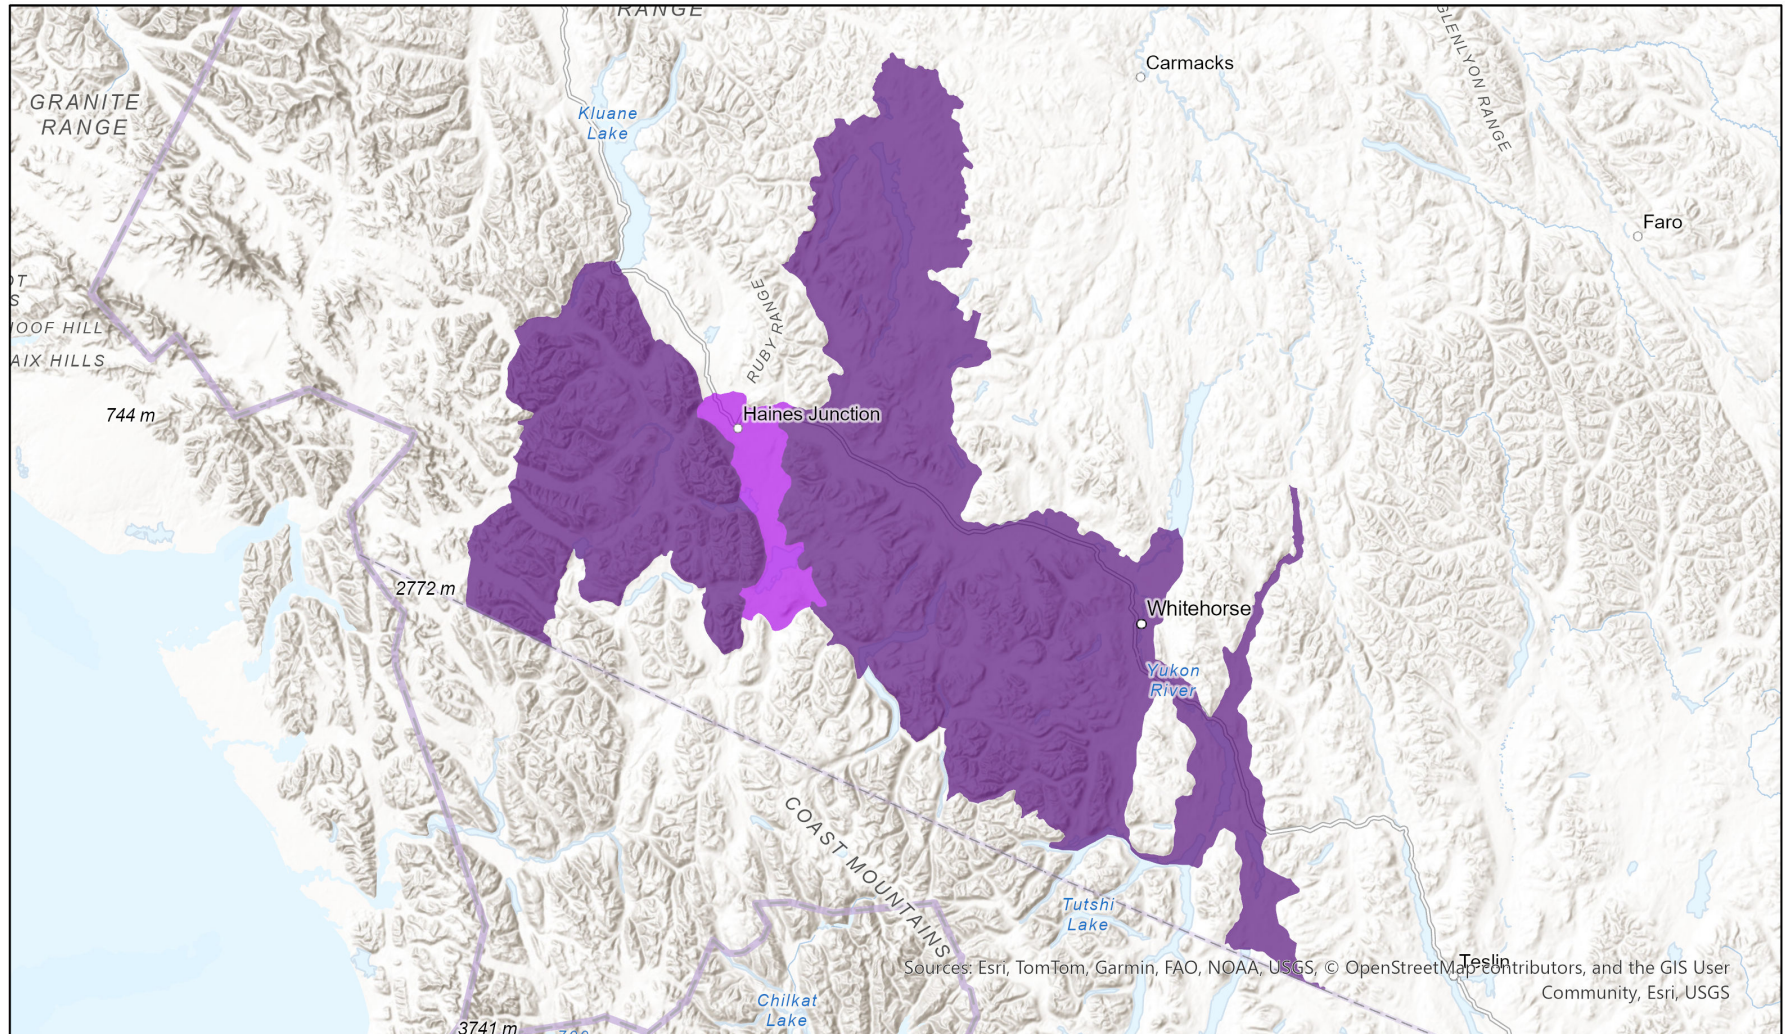 RANGE
GLENLYON RANGE
Carmacks
GRANITE
RANGE
Kluane
Lake
Faro
RUBY RANGE
OOF HILL
AIX HILLS
744 m
Haines Junction
2772 m
Whitehorse
Yukon
River
COAST MOUNTAINS
Tutshi
Lake
Teslin
Sources: Esri, TomTom, Garmin, FAO, NOAA, USGS, © OpenStreetMap contributors, and the GIS User
Community, Esri, USGS
Chilkat
Lake
3741 m